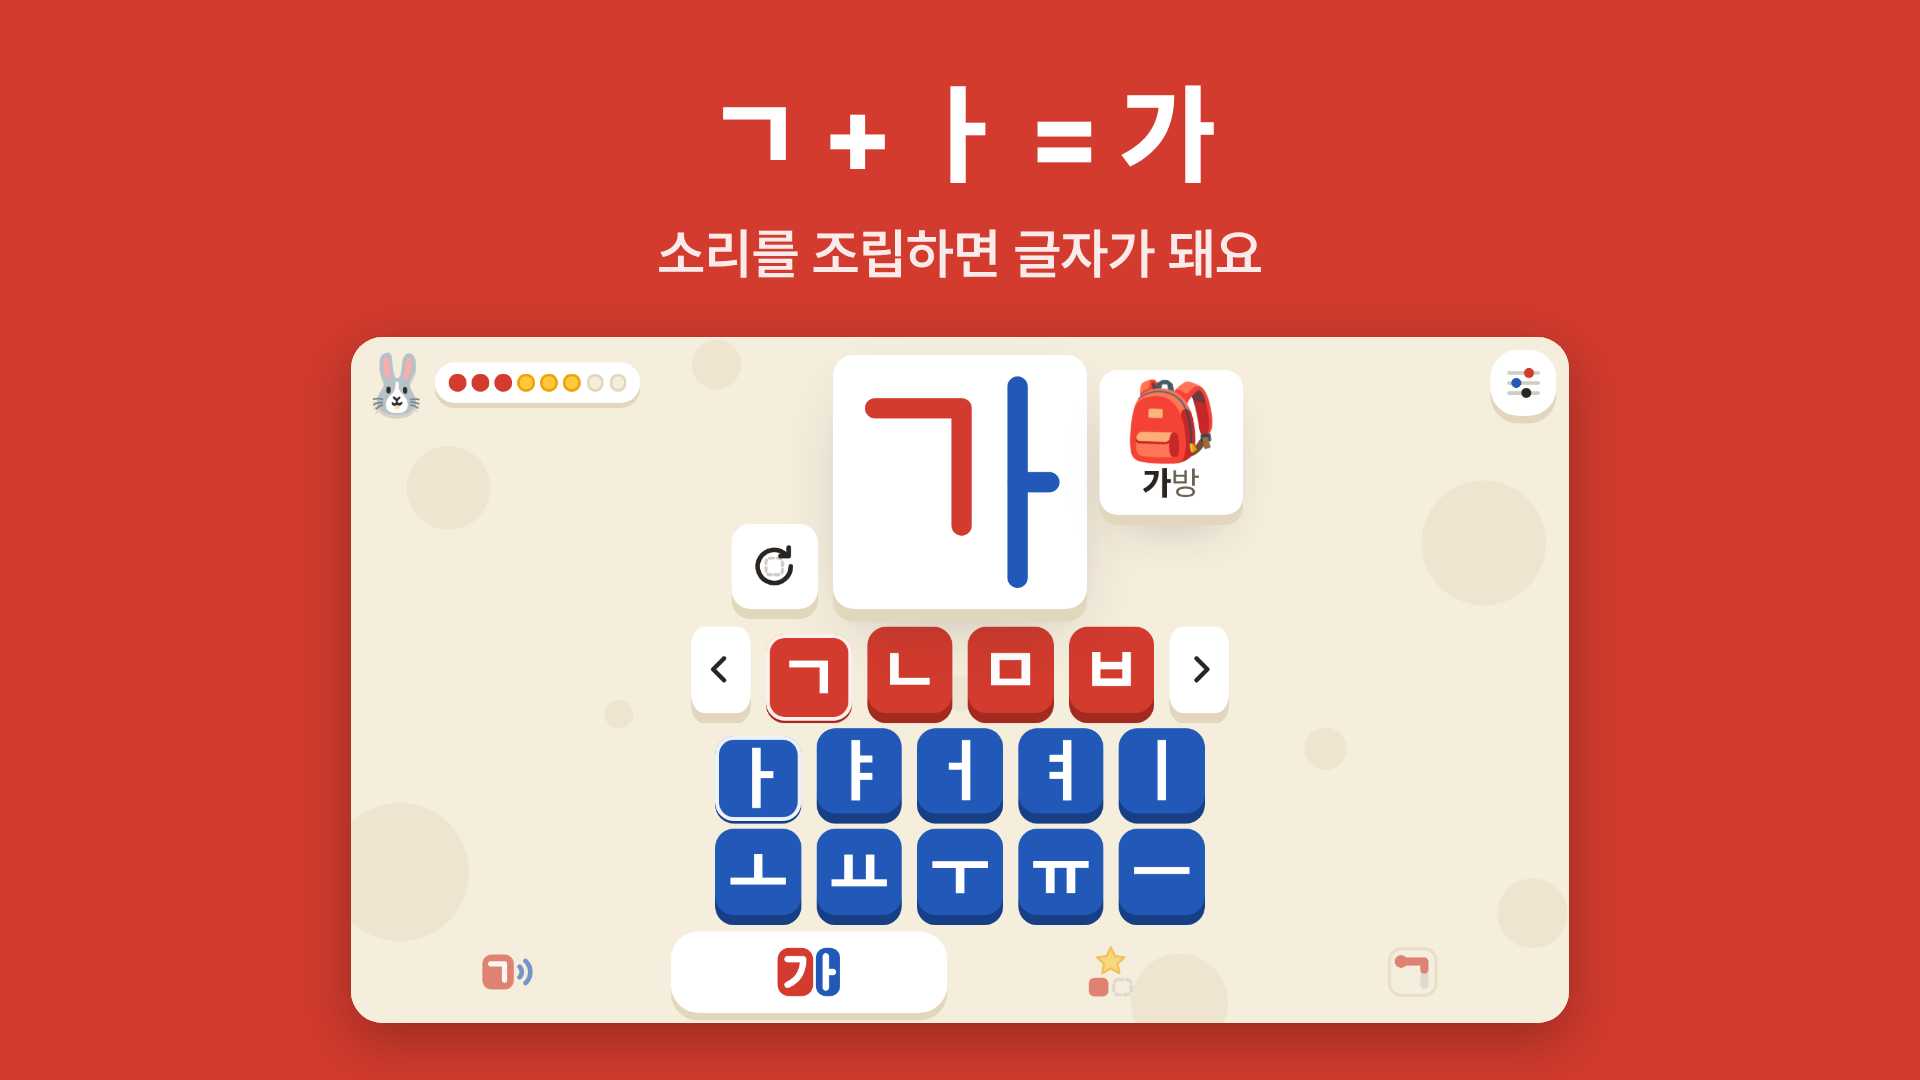 ㄱ + ㅏ = 가
소리를 조립하면 글자가 돼요
가
가방
ㄱ ㄴ ㅁ ㅂ
ㅏ ㅑ ㅓ ㅕ ㅣ
ㅗ ㅛ ㅜ ㅠ ㅡ
ㄱ 가 ㄱ